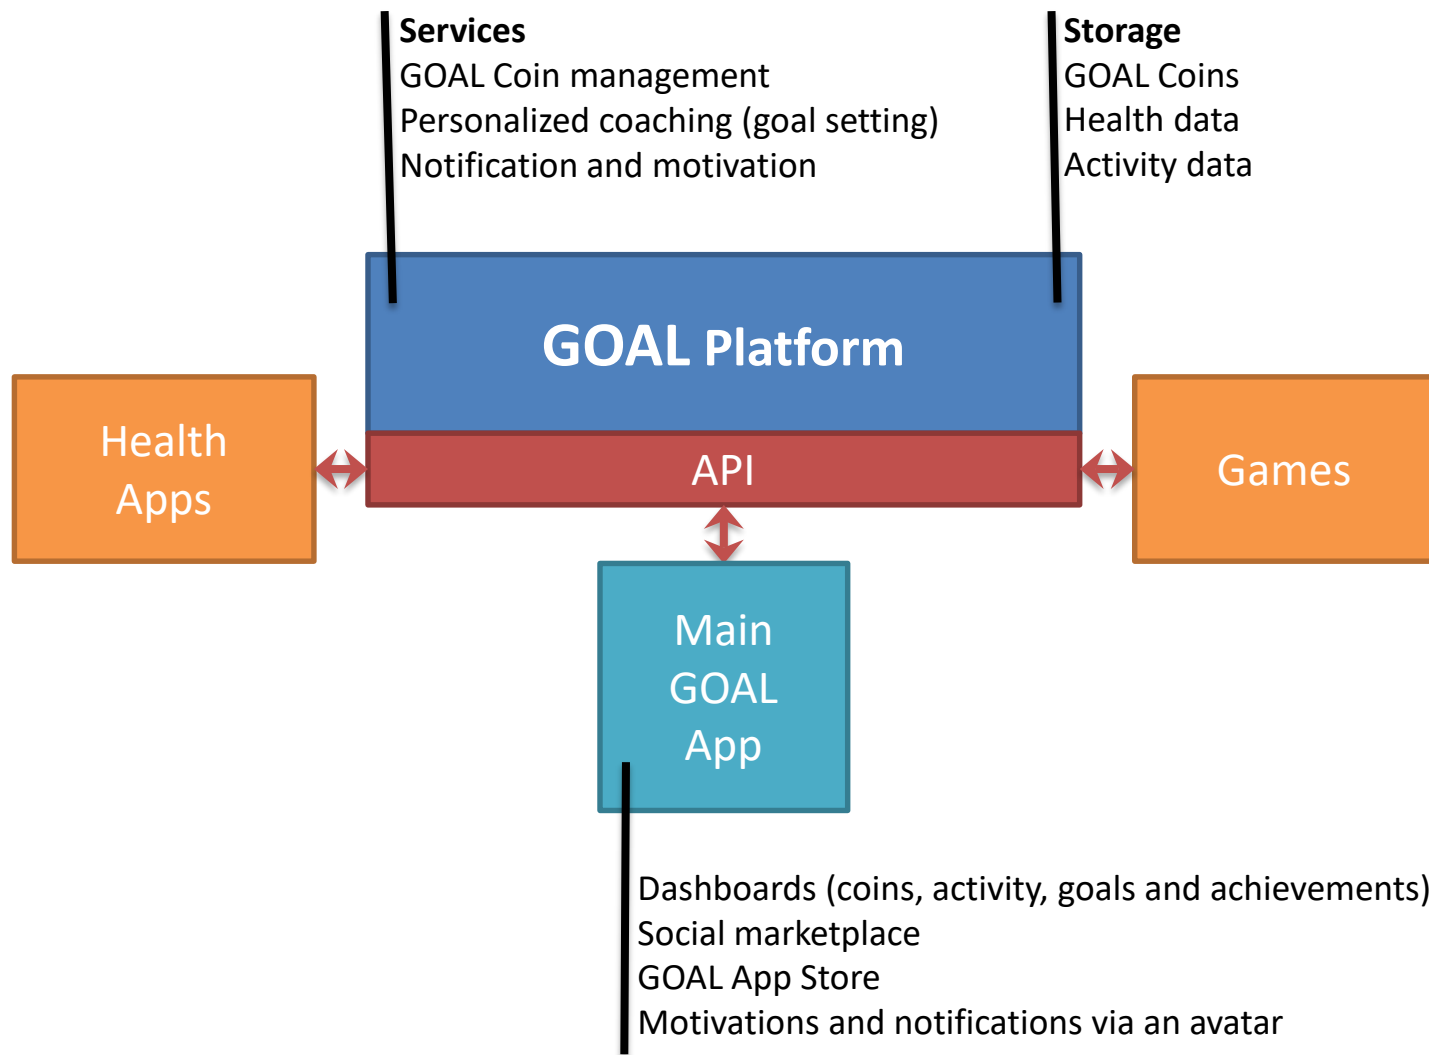 Services
GOAL Coin management
Personalized coaching (goal setting)
Notification and motivation
Storage
GOAL Coins
Health data
Activity data
GOAL Platform
Health
Apps
API
Games
Main
GOAL
App
Dashboards (coins, activity, goals and achievements)
Social marketplace
GOAL App Store
Motivations and notifications via an avatar